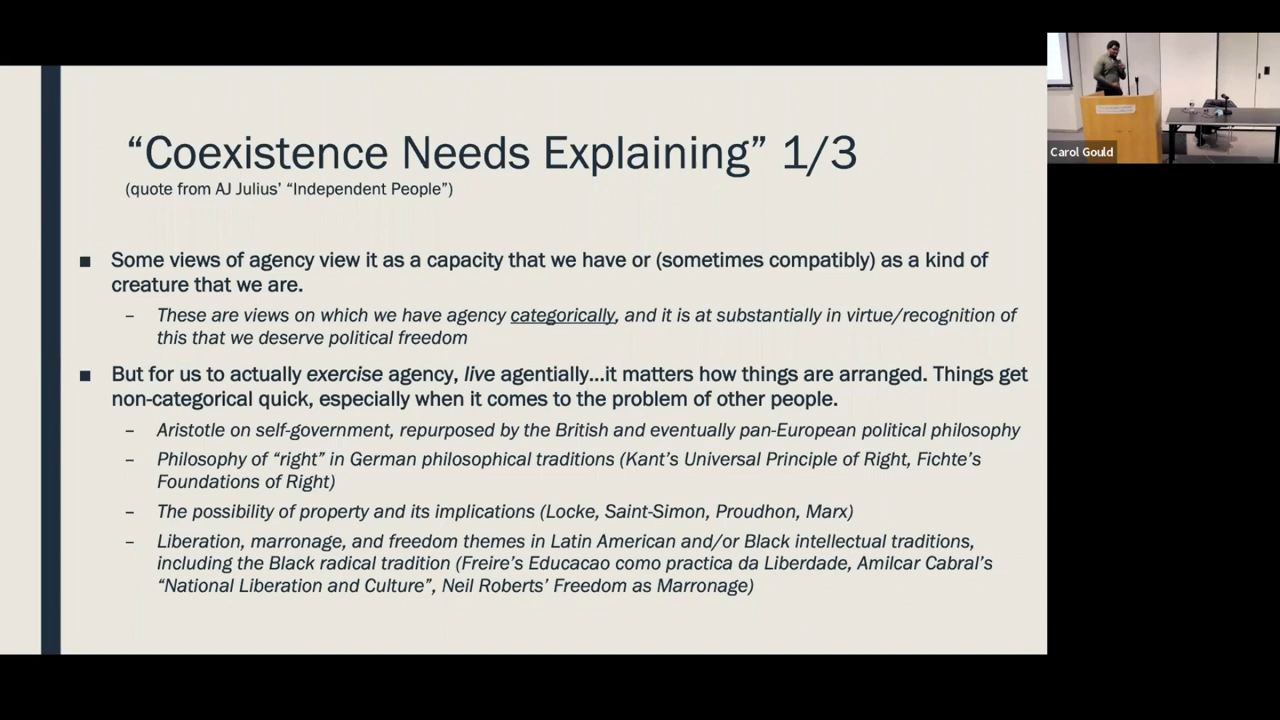 “Coexistence Needs Explaining” 1/3
(quote from AJ Julius’ “Independent People”)
■ Some views of agency view it as a capacity that we have or (sometimes compatibly) as a kind of
creature that we are.
– These are views on which we have agency categorically, and it is at substantially in virtue/recognition of
this that we deserve political freedom
■ But for us to actually exercise agency, live agentially...it matters how things are arranged. Things get
non-categorical quick, especially when it comes to the problem of other people.
– Aristotle on self-government, repurposed by the British and eventually pan-European political philosophy
– Philosophy of “right” in German philosophical traditions (Kant’s Universal Principle of Right, Fichte’s
Foundations of Right)
– The possibility of property and its implications (Locke, Saint-Simon, Proudhon, Marx)
– Liberation, marronage, and freedom themes in Latin American and/or Black intellectual traditions,
including the Black radical tradition (Freire’s Educacao como practica da Liberdade, Amilcar Cabral’s
“National Liberation and Culture”, Neil Roberts’ Freedom as Marronage)
Carol Gould